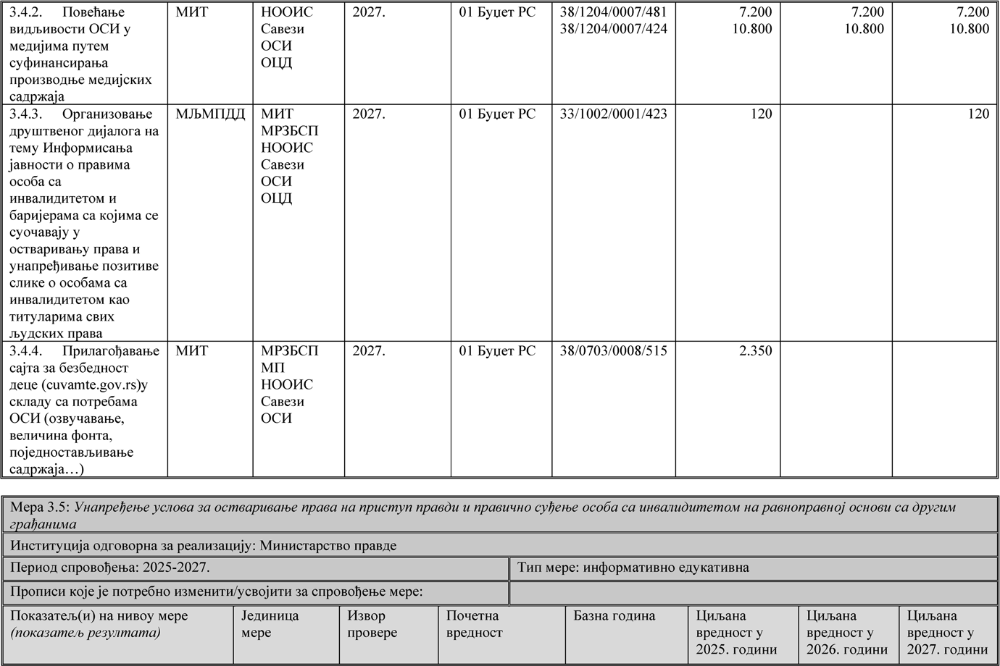 3.4.2. Повећање видљивости ОСИ у медијима путем суфинансирања производње медијских садржаја
МИТ
НООИС
Савези
ОСИ
ОЦД
2027.
01 Буџет РС
38/1204/0007/481
38/1204/0007/424
7.200
10.800
7.200
10.800
7.200
10.800
3.4.3. Организовање
друштвеног дијалога на
тему Информисања
јавности о правима
особа са
инвалидитетом и
баријерама са којима се
суочавају у
остваривању права и
унапређивање позитиве
слике о особама са
инвалидитетом као
титуларима свих
људских права
МЉМПДД
МИТ
МРЗБСП
НООИС
Савези
ОСИ
ОЦД
2027.
01 Буџет РС
33/1002/0001/423
120
120
3.4.4. Прилагођавање
сајта за безбедност
деце (cuvamte.gov.rs)у
складу са потребама
ОСИ (озвучавање,
величина фонта,
поједностављивање
садржаја…)
МИТ
МРЗБСП
МП
НООИС
Савези
ОСИ
2027.
01 Буџет РС
38/0703/0008/515
2.350
Мера 3.5: Унапређење услова за остваривање права на приступ правди и правично суђење особа са инвалидитетом на равноправној основи са другим
грађанима
Институција одговорна за реализацију: Министарство правде
Период спровођења: 2025-2027.
Тип мере: информативно едукативна
Прописи које је потребно изменити/усвојити за спровођење мере:
Показатељ(и) на нивоу мере
(показатељ резултата)
Јединица
мере
Извор
провере
Почетна
вредност
Базна година
Циљана
вредност у
2025. години
Циљана
вредност у
2026. години
Циљана
вредност у
2027. години